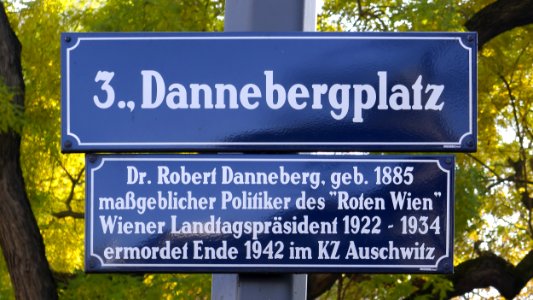 3., Dannebergplatz
Dr. Robert Danneberg, geb. 1885
maßgeblicher Politiker des "Roten Wien"
Wiener Landtagspräsident 1922 - 1934
ermordet Ende 1942 im KZ Auschwitz